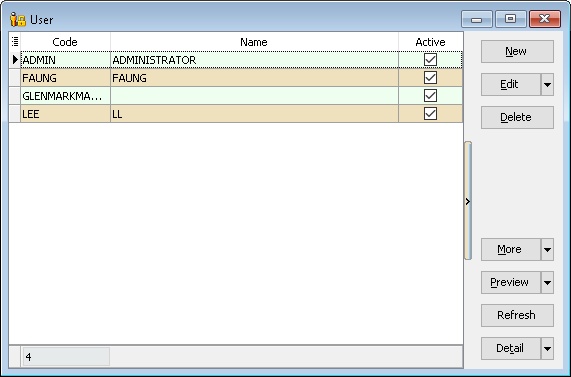 User
Code Name Active
ADMIN ADMINISTRATOR
FAUNG FAUNG
GLENMARKMA...
LEE LL
4
New
Edit
Delete
More
Preview
Refresh
Detail